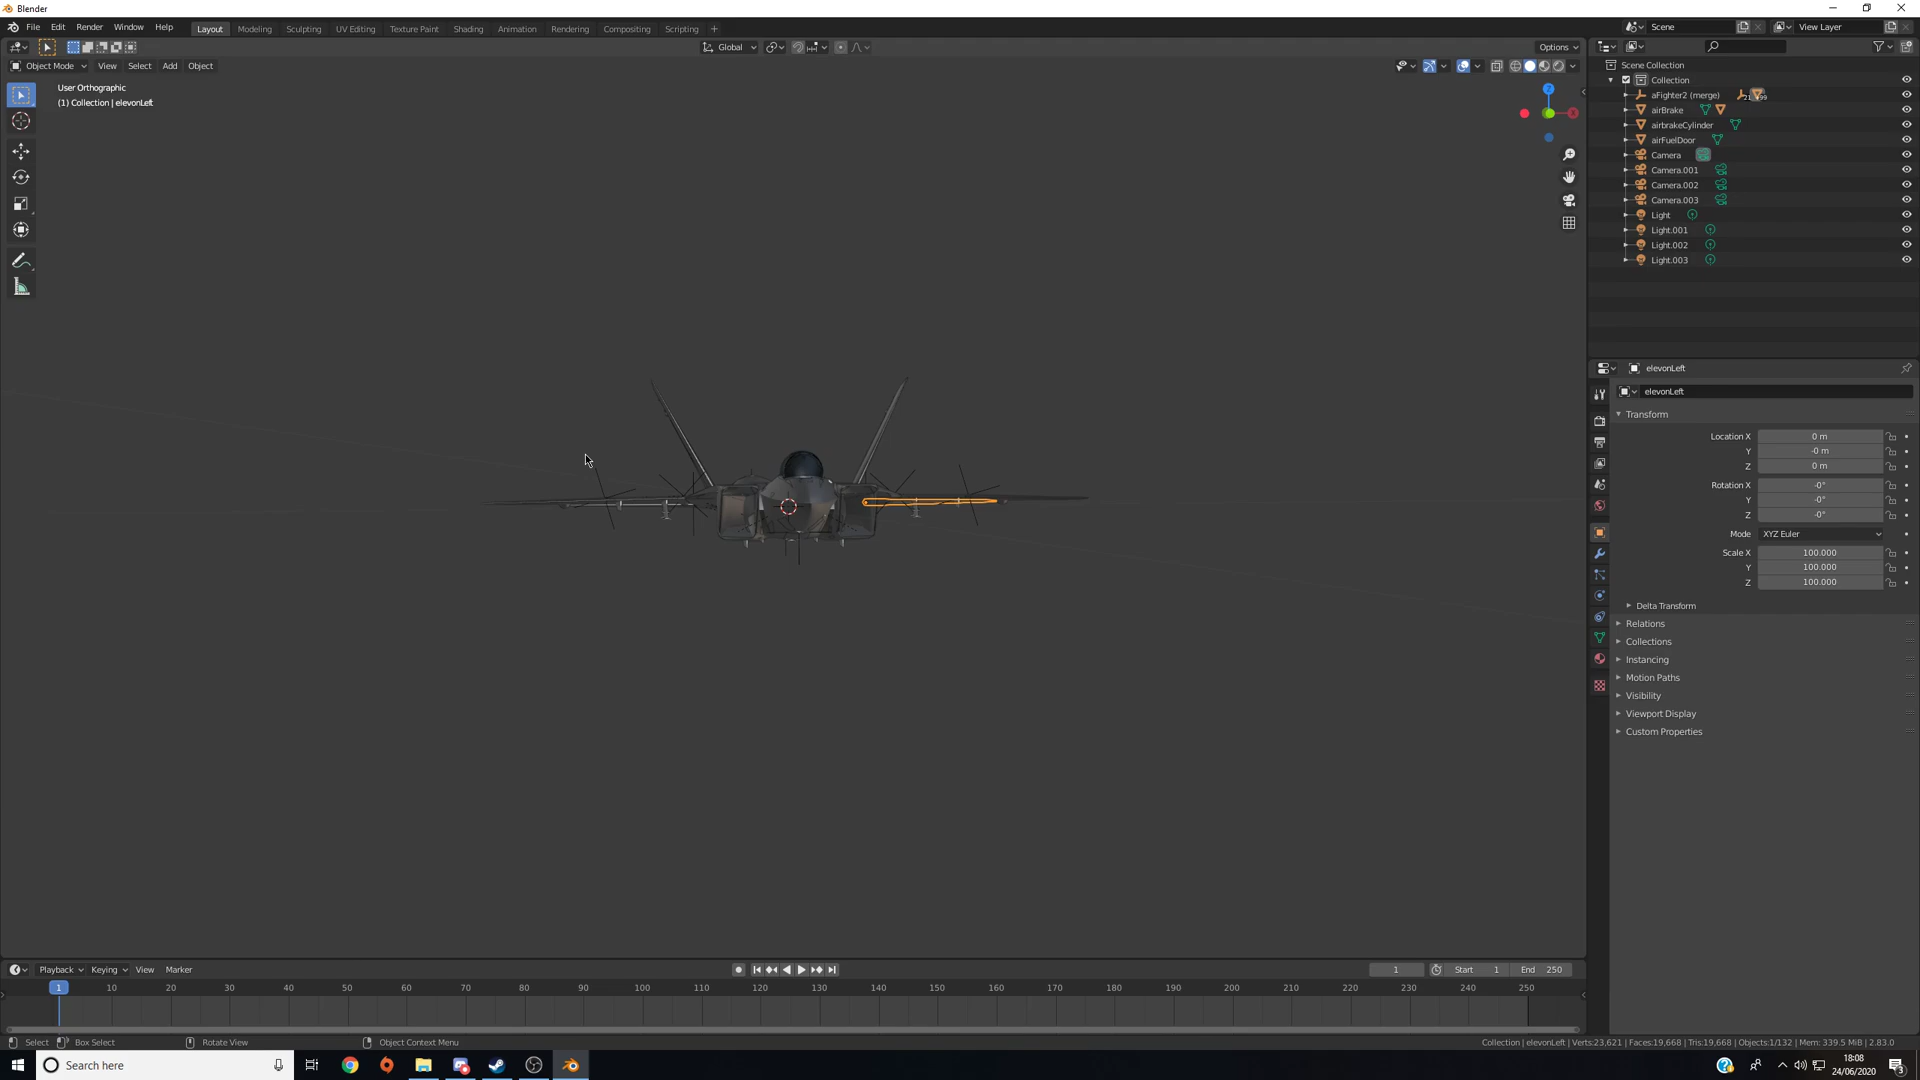 Blender
File Edit Render Window Help Layout Modeling Sculpting UV Editing Texture Paint Shading Animation Rendering Compositing Scripting + Scene View Layer
Global Options
Object Mode View Select Add Object
User Orthographic
(1) Collection | elevonLeft
Z
X
Scene Collection
Collection
aFighter2 (merge)
airBrake
airbrakeCylinder
airFuelDoor
Camera
Camera.001
Camera.002
Camera.003
Light
Light.001
Light.002
Light.003
elevonLeft
elevonLeft
Transform
Location X 0 m
Y -0 m
Z 0 m
Rotation X -0°
Y -0°
Z -0°
Mode XYZ Euler
Scale X 100.000
Y 100.000
Z 100.000
Delta Transform
Relations
Collections
Instancing
Motion Paths
Visibility
Viewport Display
Custom Properties
Playback Keying View Marker 1 Start 1 End 250
1 10 20 30 40 50 60 70 80 90 100 110 120 130 140 150 160 170 180 190 200 210 220 230 240 250
Select Box Select Rotate View Object Context Menu Collection | elevonLeft | Verts:23,621 | Faces:19,668 | Tris:19,668 | Objects:1/132 | Mem: 339.5 MiB | 2.83.0
Search here
18:08
24/06/2020
3